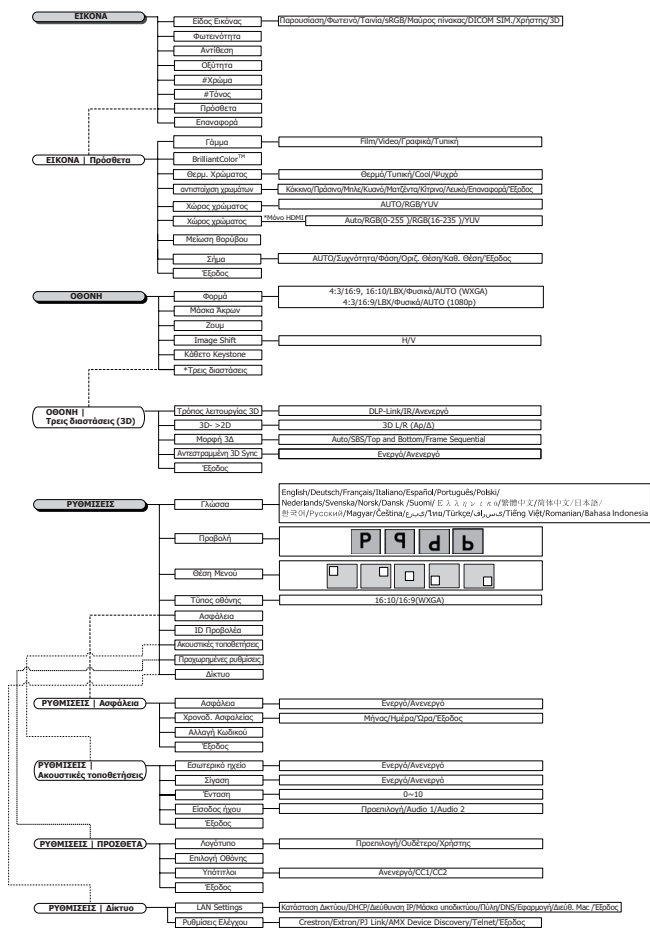 ΕΙΚΟΝΑ
Είδος Εικόνας
Παρουσίαση/Φωτεινό/Ταινία/sRGB/Μαύρος πίνακας/DICOM SIM./Χρήστης/3D
Φωτεινότητα
Αντίθεση
Οξύτητα
#Χρώμα
#Τόνος
Πρόσθετα
Επαναφορά
ΕΙΚΟΝΑ | Πρόσθετα
Γάμμα
Film/Video/Γραφικά/Τυπική
BrilliantColor™
Θερμ. Χρώματος
Θερμό/Τυπική/Cool/Ψυχρό
αντιστοίχιση χρωμάτων
Κόκκινο/Πράσινο/Μπλε/Κυανό/Ματζέντα/Κίτρινο/Λευκό/Επαναφορά/Έξοδος
Χώρος χρώματος
AUTO/RGB/YUV
Χώρος χρώματος
*Μόνο HDMI
Auto/RGB(0-255 )/RGB(16-235 )/YUV
Μείωση θορύβου
Σήμα
AUTO/Συχνότητα/Φάση/Οριζ. Θέση/Καθ. Θέση/Έξοδος
Έξοδος
ΟΘΟΝΗ
Φορμά
4:3/16:9, 16:10/LBX/Φυσικά/AUTO (WXGA)
4:3/16:9/LBX/Φυσικά/AUTO (1080p)
Μάσκα Άκρων
Ζουμ
Image Shift
H/V
Κάθετο Keystone
*Τρεις διαστάσεις
ΟΘΟΝΗ |
Τρεις διαστάσεις (3D)
Τρόπος λειτουργίας 3D
DLP-Link/IR/Ανενεργό
3D- >2D
3D L/R (Αρ/Δ)
Μορφή 3Δ
Auto/SBS/Top and Bottom/Frame Sequential
Αντεστραμμένη 3D Sync
Ενεργό/Ανενεργό
Έξοδος
ΡΥΘΜΙΣΕΙΣ
Γλώσσα
English/Deutsch/Français/Italiano/Español/Português/Polski/
Nederlands/Svenska/Norsk/Dansk /Suomi/ Ελληνικά/繁體中文/简体中文/日本語/
한국어/Русский/Magyar/Čeština/عربي/ไทย/Türkçe/فارسی/Tiếng Việt/Romanian/Bahasa Indonesia
Προβολή
P
Θέση Μενού
Τύπος οθόνης
16:10/16:9(WXGA)
Ασφάλεια
ID Προβολέα
Ακουστικές τοποθετήσεις
Προχωρημένες ρυθμίσεις
Δίκτυο
ΡΥΘΜΙΣΕΙΣ | Ασφάλεια
Ασφάλεια
Ενεργό/Ανενεργό
Χρονοδ. Ασφαλείας
Μήνας/Ημέρα/Ώρα/Έξοδος
Αλλαγή Κωδικού
Έξοδος
ΡΥΘΜΙΣΕΙΣ |
Ακουστικές τοποθετήσεις
Εσωτερικό ηχείο
Ενεργό/Ανενεργό
Σίγαση
Ενεργό/Ανενεργό
Ένταση
0~10
Είσοδος ήχου
Προεπιλογή/Audio 1/Audio 2
Έξοδος
ΡΥΘΜΙΣΕΙΣ | ΠΡΟΣΘΕΤΑ
Λογότυπο
Προεπιλογή/Ουδέτερο/Χρήστης
Επιλογή Οθόνης
Υπότιτλοι
Ανενεργό/CC1/CC2
Έξοδος
ΡΥΘΜΙΣΕΙΣ | Δίκτυο
LAN Settings
Κατάσταση Δικτύου/DHCP/Διεύθυνση IP/Μάσκα υποδικτύου/Πύλη/DNS/Εφαρμογή/Διεύθ. Mac /Έξοδος
Ρυθμίσεις Ελέγχου
Crestron/Extron/PJ Link/AMX Device Discovery/Telnet/Έξοδος